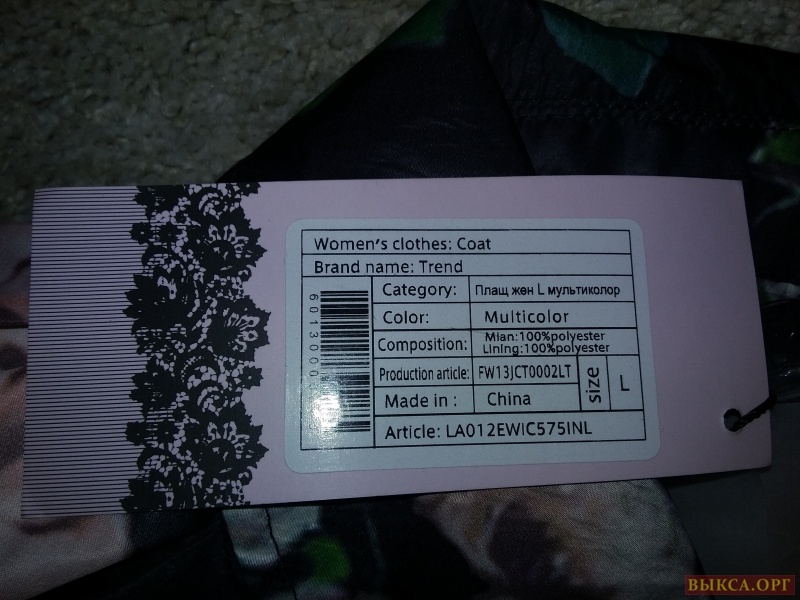 Women's clothes: Coat
Brand name: Trend
Category: Плащ жен L мультиколор
Color: Multicolor
Composition: Mian:100%polyester
Lining:100%polyester
Production article: FW13JCT0002LT
size L
Made in : China
Article: LA012EWIC575INL
ВЫКСА.ОРГ